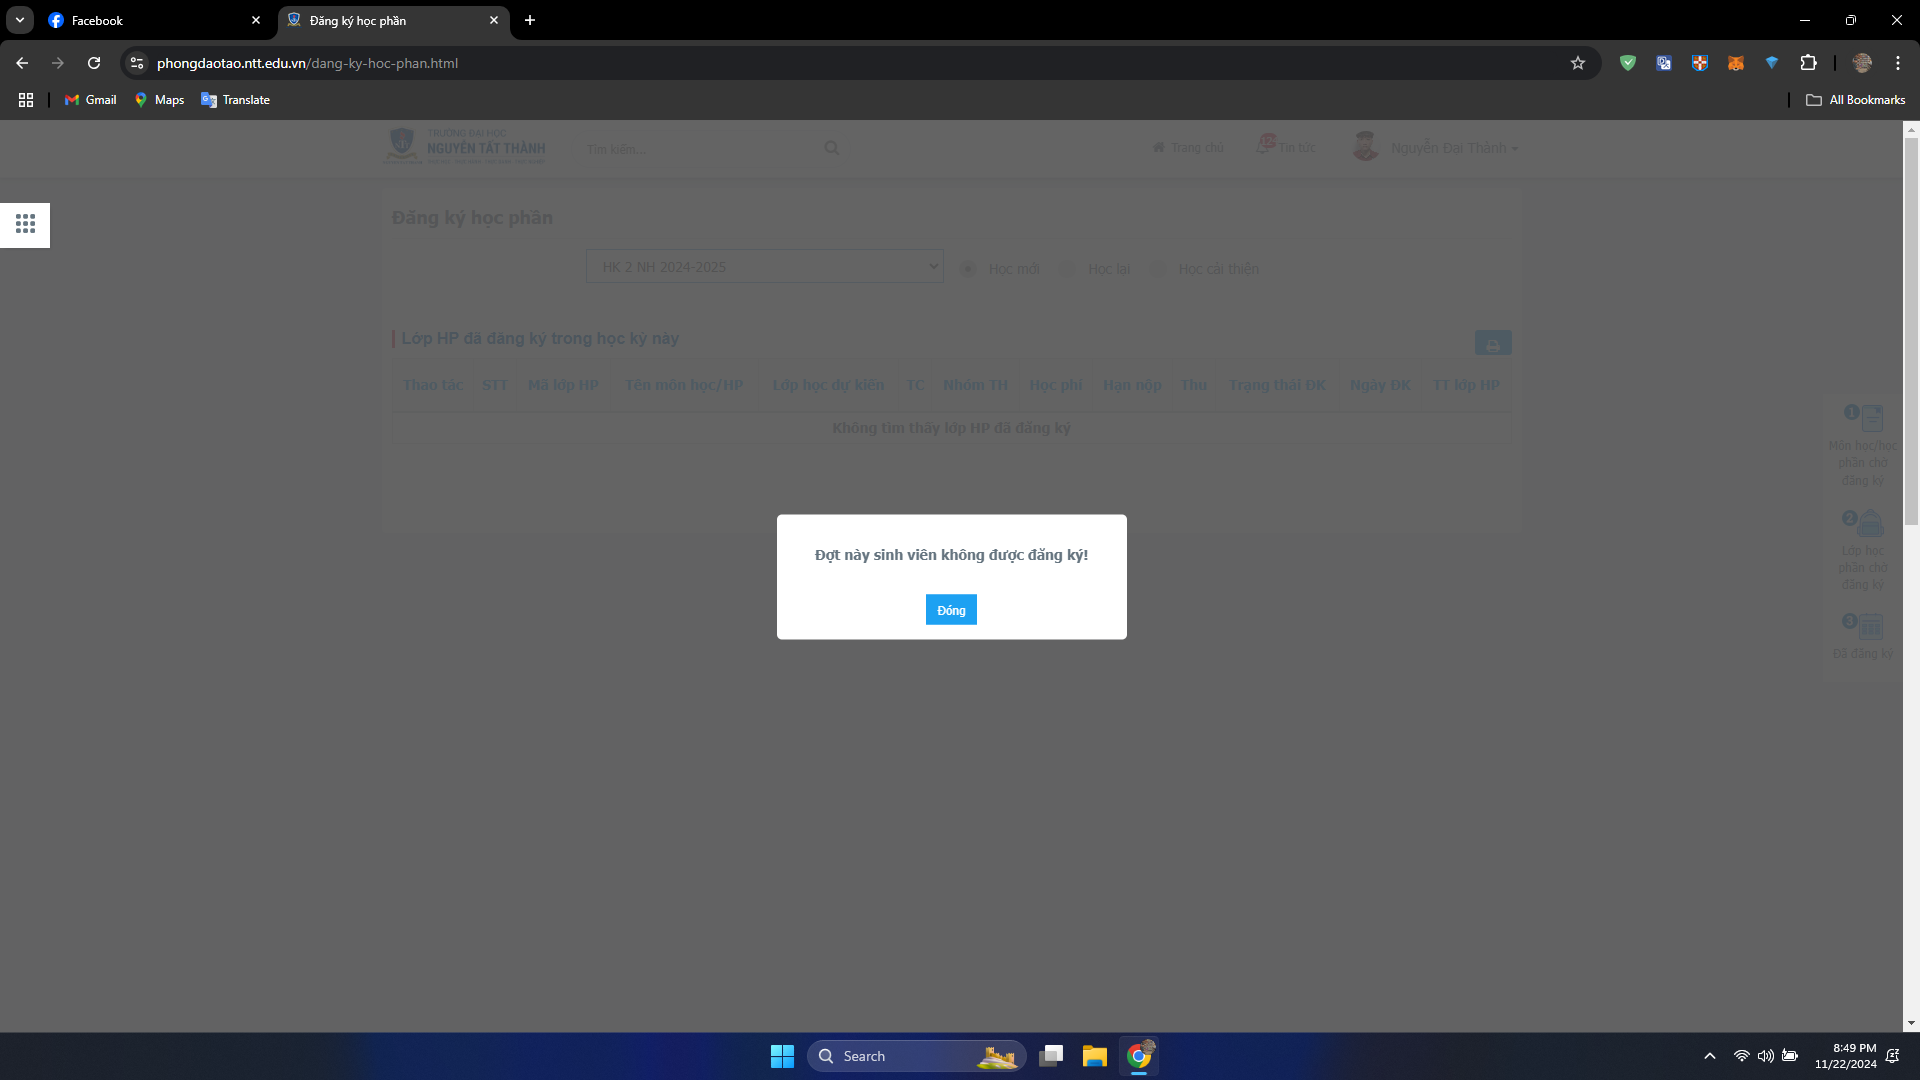 Facebook
Đăng ký học phần
phongdaotao.ntt.edu.vn/dang-ky-hoc-phan.html
Gmail
Maps
Translate
All Bookmarks
TRƯỜNG ĐẠI HỌC
NGUYỄN TẤT THÀNH
Tìm kiếm...
Trang chủ
Tin tức
Nguyễn Đại Thành
Đăng ký học phần
HK 2 NH 2024-2025
Học mới
Học lại
Học cải thiện
Lớp HP đã đăng ký trong học kỳ này
Thao tác STT Mã lớp HP Tên môn học/HP Lớp học dự kiến TC Nhóm TH Học phí Hạn nộp Thu Trạng thái ĐK Ngày ĐK TT lớp HP
Không tìm thấy lớp HP đã đăng ký
1
Môn học/học
phần chờ
đăng ký
2
Lớp học
phần chờ
đăng ký
3
Đã đăng ký
Đợt này sinh viên không được đăng ký!
Đóng
Search
8:49 PM
11/22/2024